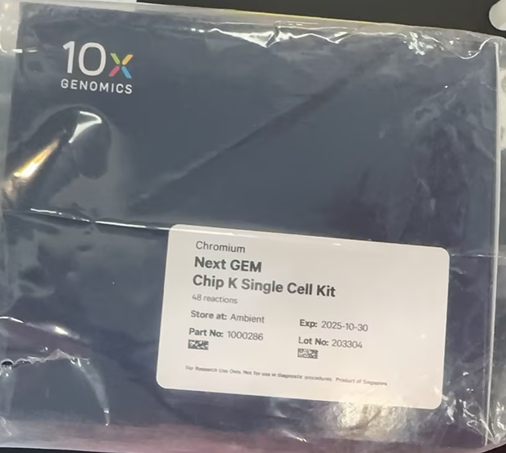 10x
GENOMICS
Chromium
Next GEM
Chip K Single Cell Kit
48 reactions
Store at: Ambient
Exp: 2025-10-30
Part No: 1000286
Lot No: 203304
For Research Use Only. Not for use in diagnostic procedures. Product of Singapore